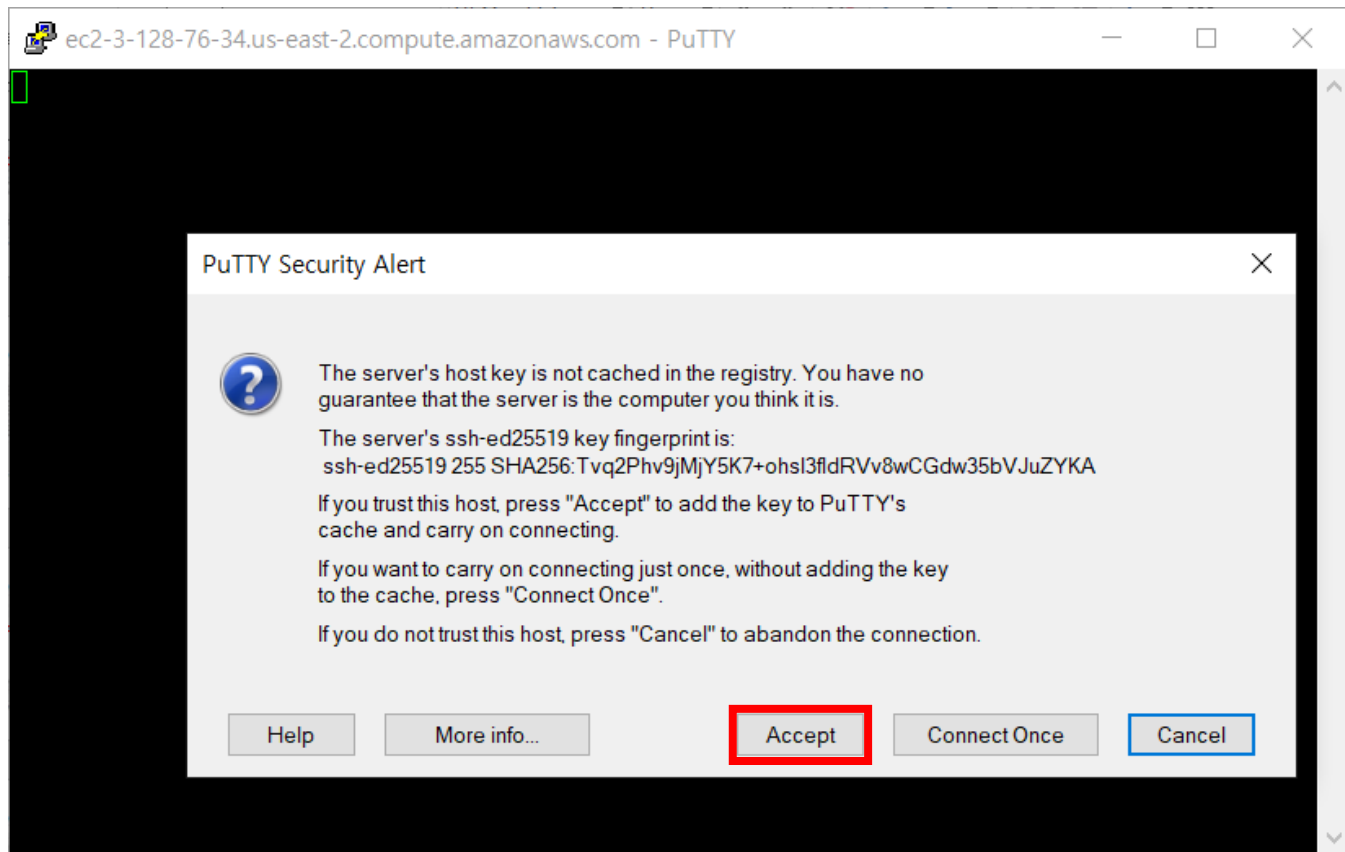 ec2-3-128-76-34.us-east-2.compute.amazonaws.com - PuTTY
PuTTY Security Alert
The server's host key is not cached in the registry. You have no
guarantee that the server is the computer you think it is.
The server's ssh-ed25519 key fingerprint is:
ssh-ed25519 255 SHA256:Tvq2Phv9jMjY5K7+ohsl3fldRVv8wCGdw35bVJuZYKA
If you trust this host, press "Accept" to add the key to PuTTY's
cache and carry on connecting.
If you want to carry on connecting just once, without adding the key
to the cache, press "Connect Once".
If you do not trust this host, press "Cancel" to abandon the connection.
Help More info... Accept Connect Once Cancel